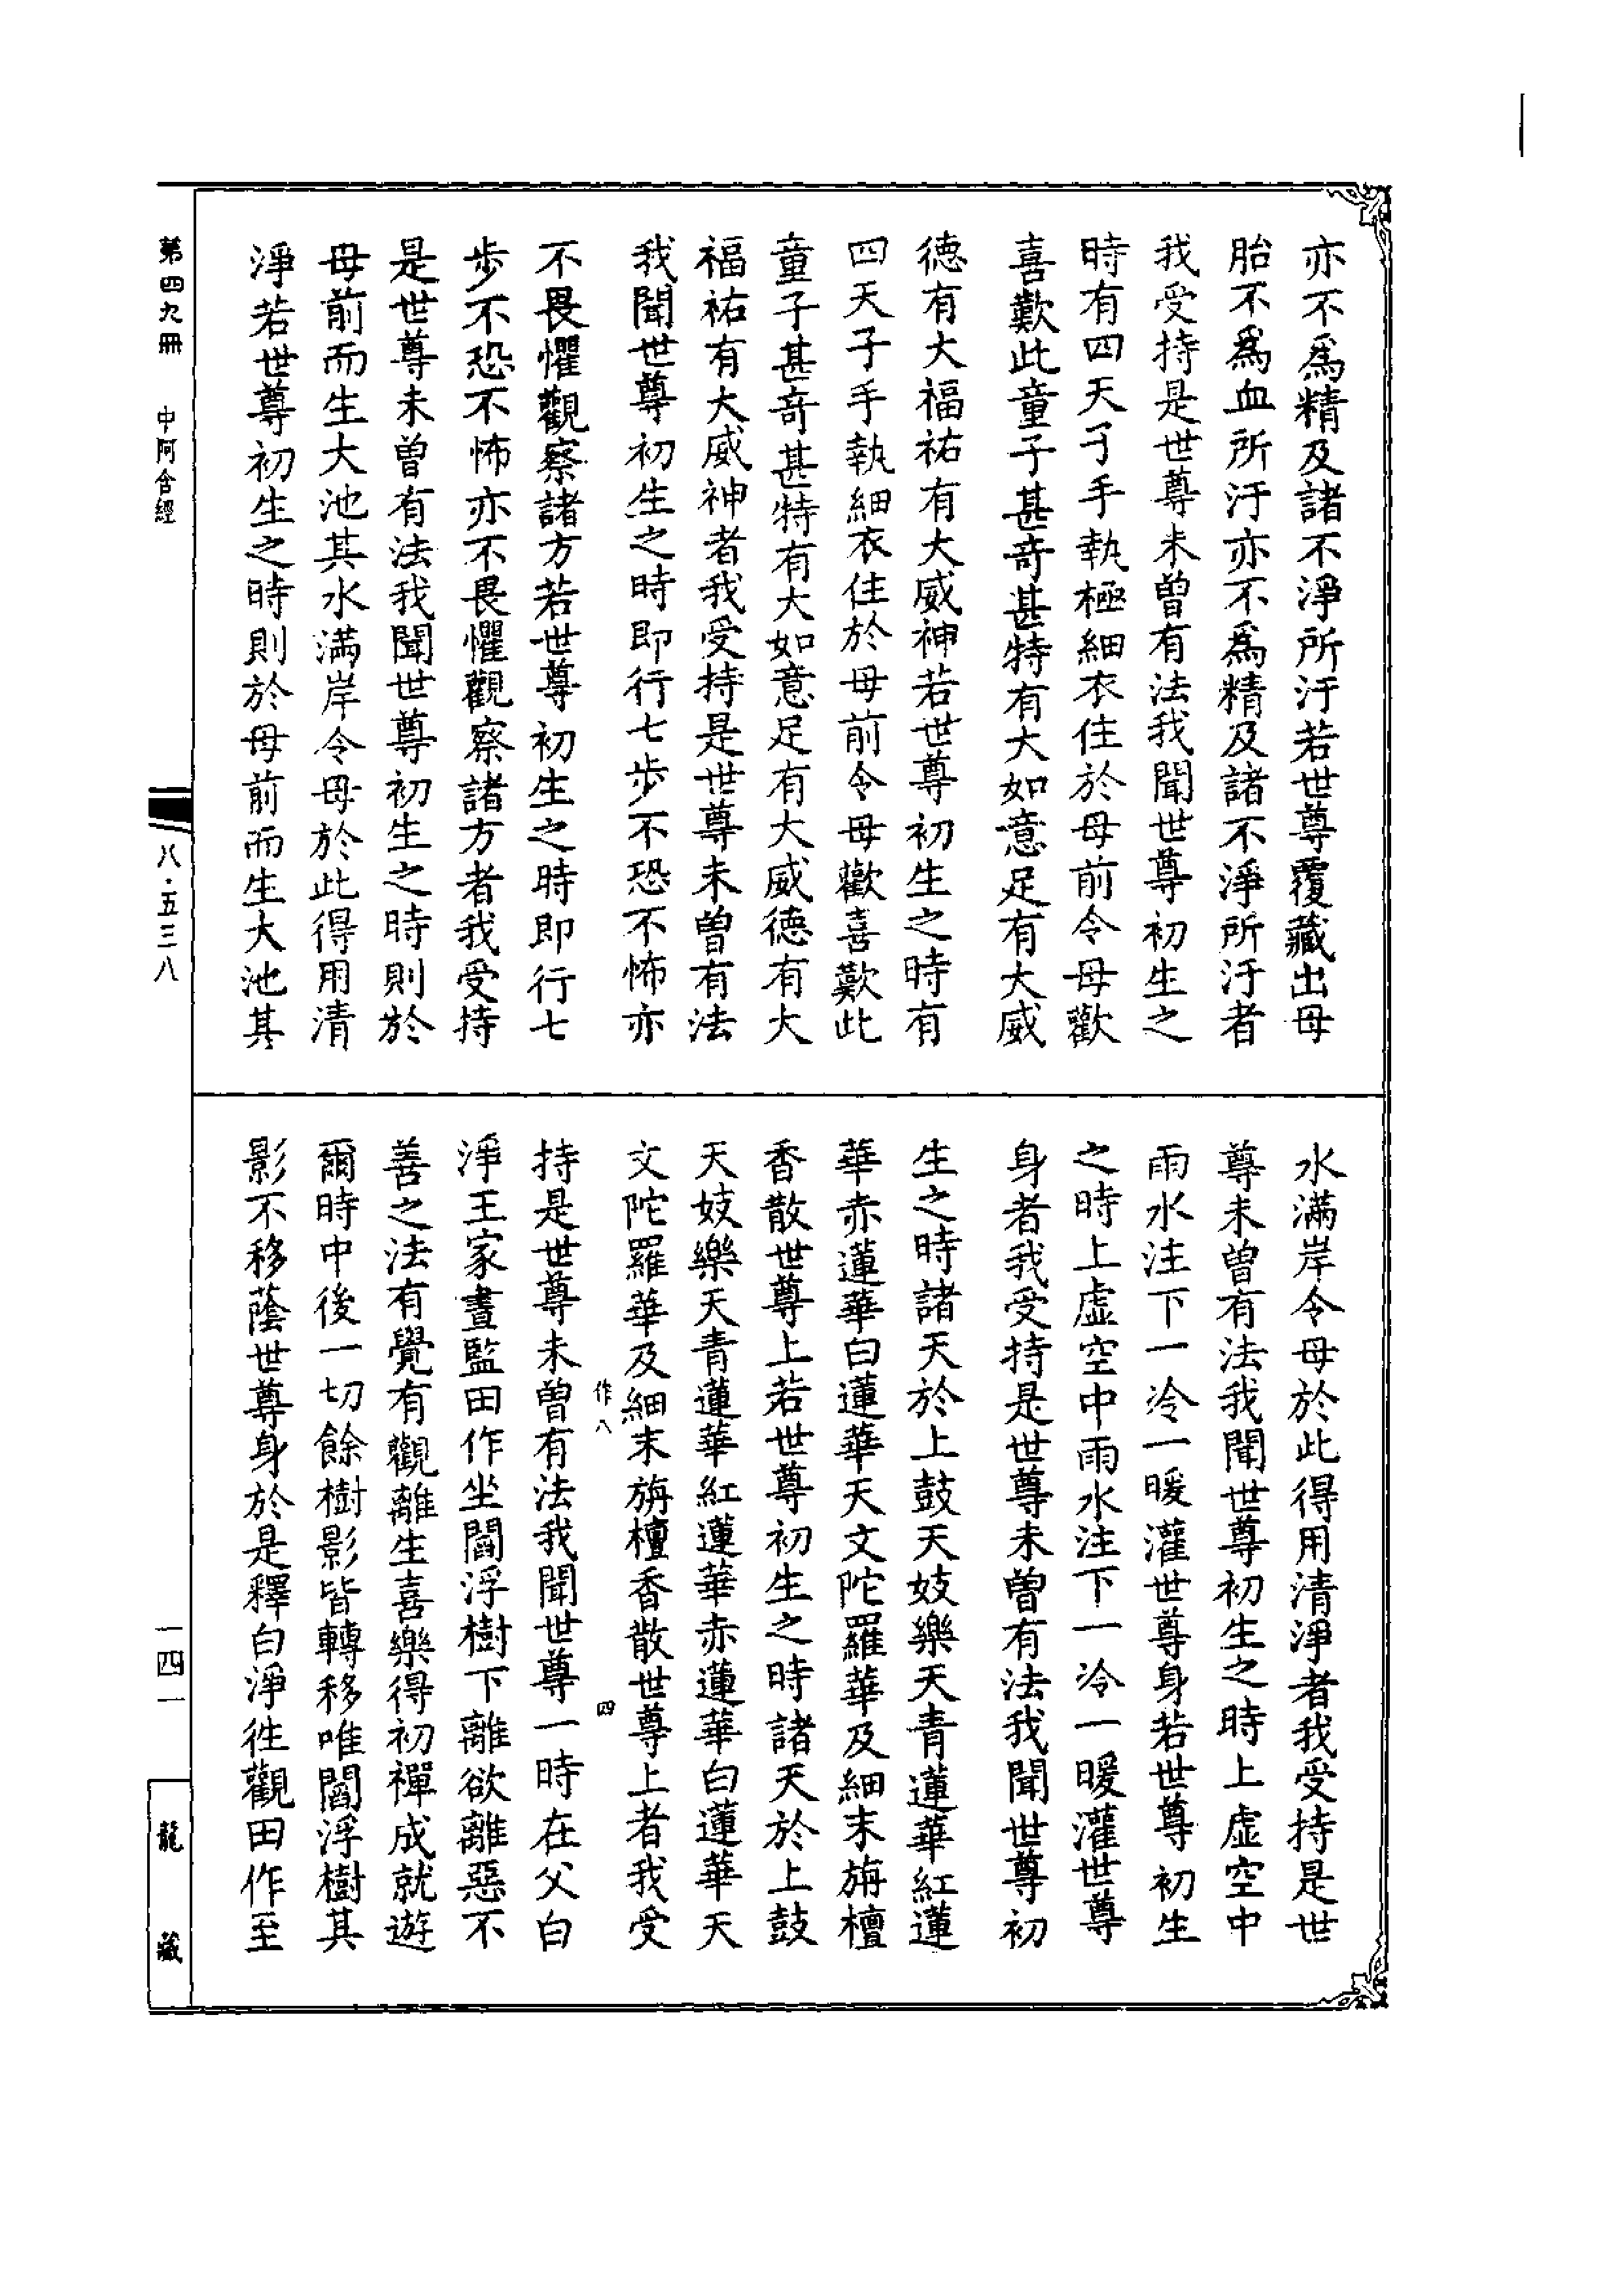 亦不爲精及諸不淨所汙若世尊覆藏出母
胎不爲血所汙亦不爲精及諸不淨所汙者
我受持是世尊未曾有法我聞世尊初生之
時有四天子手執極細衣住於母前令母歡
喜歎此童子甚奇甚特有大如意足有大威
德有大福祐有大威神若世尊初生之時有
四天子手執細衣住於母前令母歡喜歎此
童子甚奇甚特有大如意足有大威德有大
福祐有大威神者我受持是世尊未曾有法
我聞世尊初生之時即行七步不恐不怖亦
不畏懼觀察諸方若世尊初生之時即行七
步不恐不怖亦不畏懼觀察諸方者我受持
是世尊未曾有法我聞世尊初生之時則於
母前而生大池其水滿岸令母於此得用清
淨若世尊初生之時則於母前而生大池其
水滿岸令母於此得用清淨者我受持是世
尊未曾有法我聞世尊初生之時上虛空中
雨水注下一冷一暖灌世尊身若世尊初生
之時上虛空中雨水注下一冷一暖灌世尊
身者我受持是世尊未曾有法我聞世尊初
生之時諸天於上鼓天妓樂天青蓮華紅蓮
華赤蓮華白蓮華天文陀羅華及細末旃檀
香散世尊上若世尊初生之時諸天於上鼓
天妓樂天青蓮華紅蓮華赤蓮華白蓮華天
文陀羅華及細末旃檀香散世尊上者我受
作八 四
持是世尊未曾有法我聞世尊一時在父白
淨王家晝監田作坐閻浮樹下離欲離惡不
善之法有覺有觀離生喜樂得初禪成就遊
爾時中後一切餘樹影皆轉移唯閻浮樹其
影不移蔭世尊身於是釋白淨往觀田作至
第四九冊 中阿含經
八·五三八
一四一
龍藏